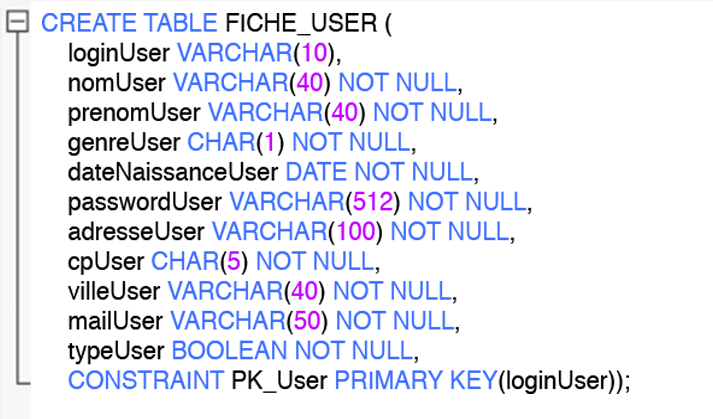 CREATE TABLE FICHE_USER (
loginUser VARCHAR(10),
nomUser VARCHAR(40) NOT NULL,
prenomUser VARCHAR(40) NOT NULL,
genreUser CHAR(1) NOT NULL,
dateNaissanceUser DATE NOT NULL,
passwordUser VARCHAR(512) NOT NULL,
adresseUser VARCHAR(100) NOT NULL,
cpUser CHAR(5) NOT NULL,
villeUser VARCHAR(40) NOT NULL,
mailUser VARCHAR(50) NOT NULL,
typeUser BOOLEAN NOT NULL,
CONSTRAINT PK_User PRIMARY KEY(loginUser));